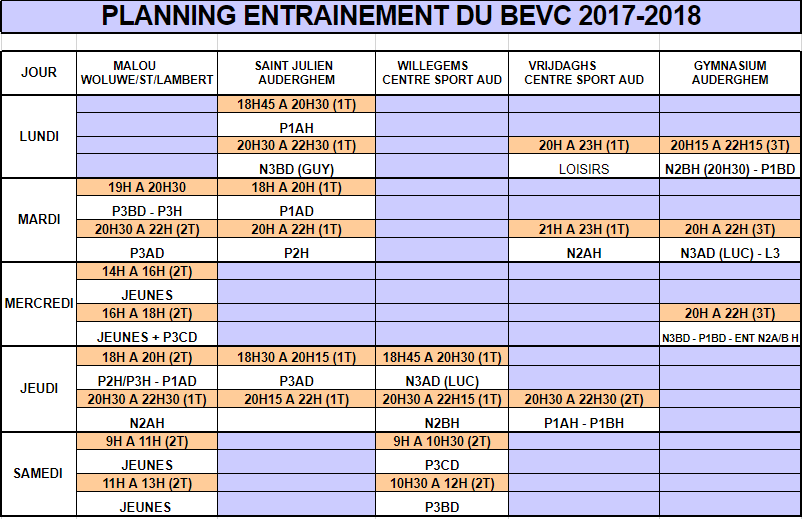 PLANNING ENTRAINEMENT DU BEVC 2017-2018
JOUR
MALOU
WOLUWE/ST/LAMBERT
SAINT JULIEN
AUDERGHEM
WILLEGEMS
CENTRE SPORT AUD
VRIJDAGHS
CENTRE SPORT AUD
GYMNASIUM
AUDERGHEM
LUNDI
18H45 A 20H30 (1T)
P1AH
20H30 A 22H30 (1T) 20H A 23H (1T) 20H15 A 22H15 (3T)
N3BD (GUY) LOISIRS N2BH (20H30) - P1BD
MARDI
19H A 20H30 18H A 20H (1T)
P3BD - P3H P1AD
20H30 A 22H (2T) 20H A 22H (1T) 21H A 23H (1T) 20H A 22H (3T)
P3AD P2H N2AH N3AD (LUC) - L3
MERCREDI
14H A 16H (2T)
JEUNES
16H A 18H (2T) 20H A 22H (3T)
JEUNES + P3CD N3BD - P1BD - ENT N2A/B H
JEUDI
18H A 20H (2T) 18H30 A 20H15 (1T) 18H45 A 20H30 (1T)
P2H/P3H - P1AD P3AD N3AD (LUC)
20H30 A 22H30 (1T) 20H15 A 22H (1T) 20H30 A 22H15 (1T) 20H30 A 22H30 (2T)
N2AH N2BH P1AH - P1BH
SAMEDI
9H A 11H (2T) 9H A 10H30 (2T)
JEUNES P3CD
11H A 13H (2T) 10H30 A 12H (2T)
JEUNES P3BD